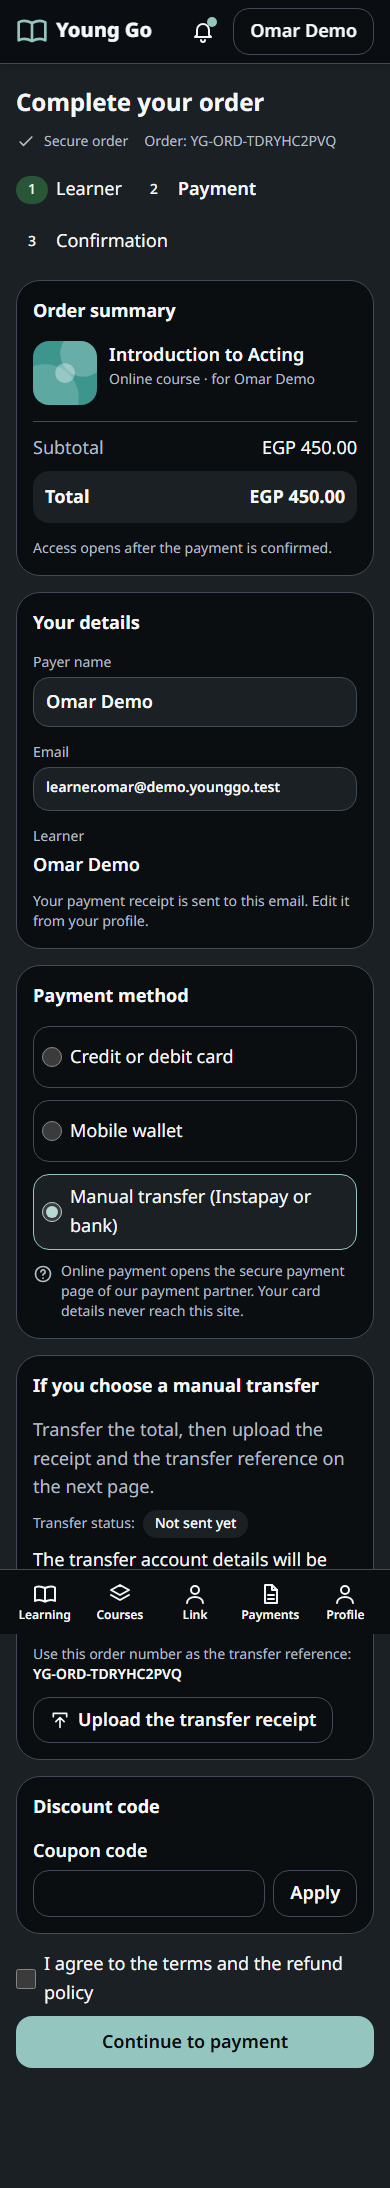 Young Go
Omar Demo
Complete your order
Secure order Order: YG-ORD-TDRYHC2PVQ
1 Learner 2 Payment
3 Confirmation
Order summary
Introduction to Acting
Online course · for Omar Demo
Subtotal EGP 450.00
Total EGP 450.00
Access opens after the payment is confirmed.
Your details
Payer name
Omar Demo
Email
learner.omar@demo.younggo.test
Learner
Omar Demo
Your payment receipt is sent to this email. Edit it
from your profile.
Payment method
Credit or debit card
Mobile wallet
Manual transfer (Instapay or
bank)
Online payment opens the secure payment
page of our payment partner. Your card
details never reach this site.
If you choose a manual transfer
Transfer the total, then upload the
receipt and the transfer reference on
the next page.
Transfer status: Not sent yet
The transfer account details will be
Learning Courses Link Payments Profile
Use this order number as the transfer reference:
YG-ORD-TDRYHC2PVQ
Upload the transfer receipt
Discount code
Coupon code
Apply
I agree to the terms and the refund
policy
Continue to payment